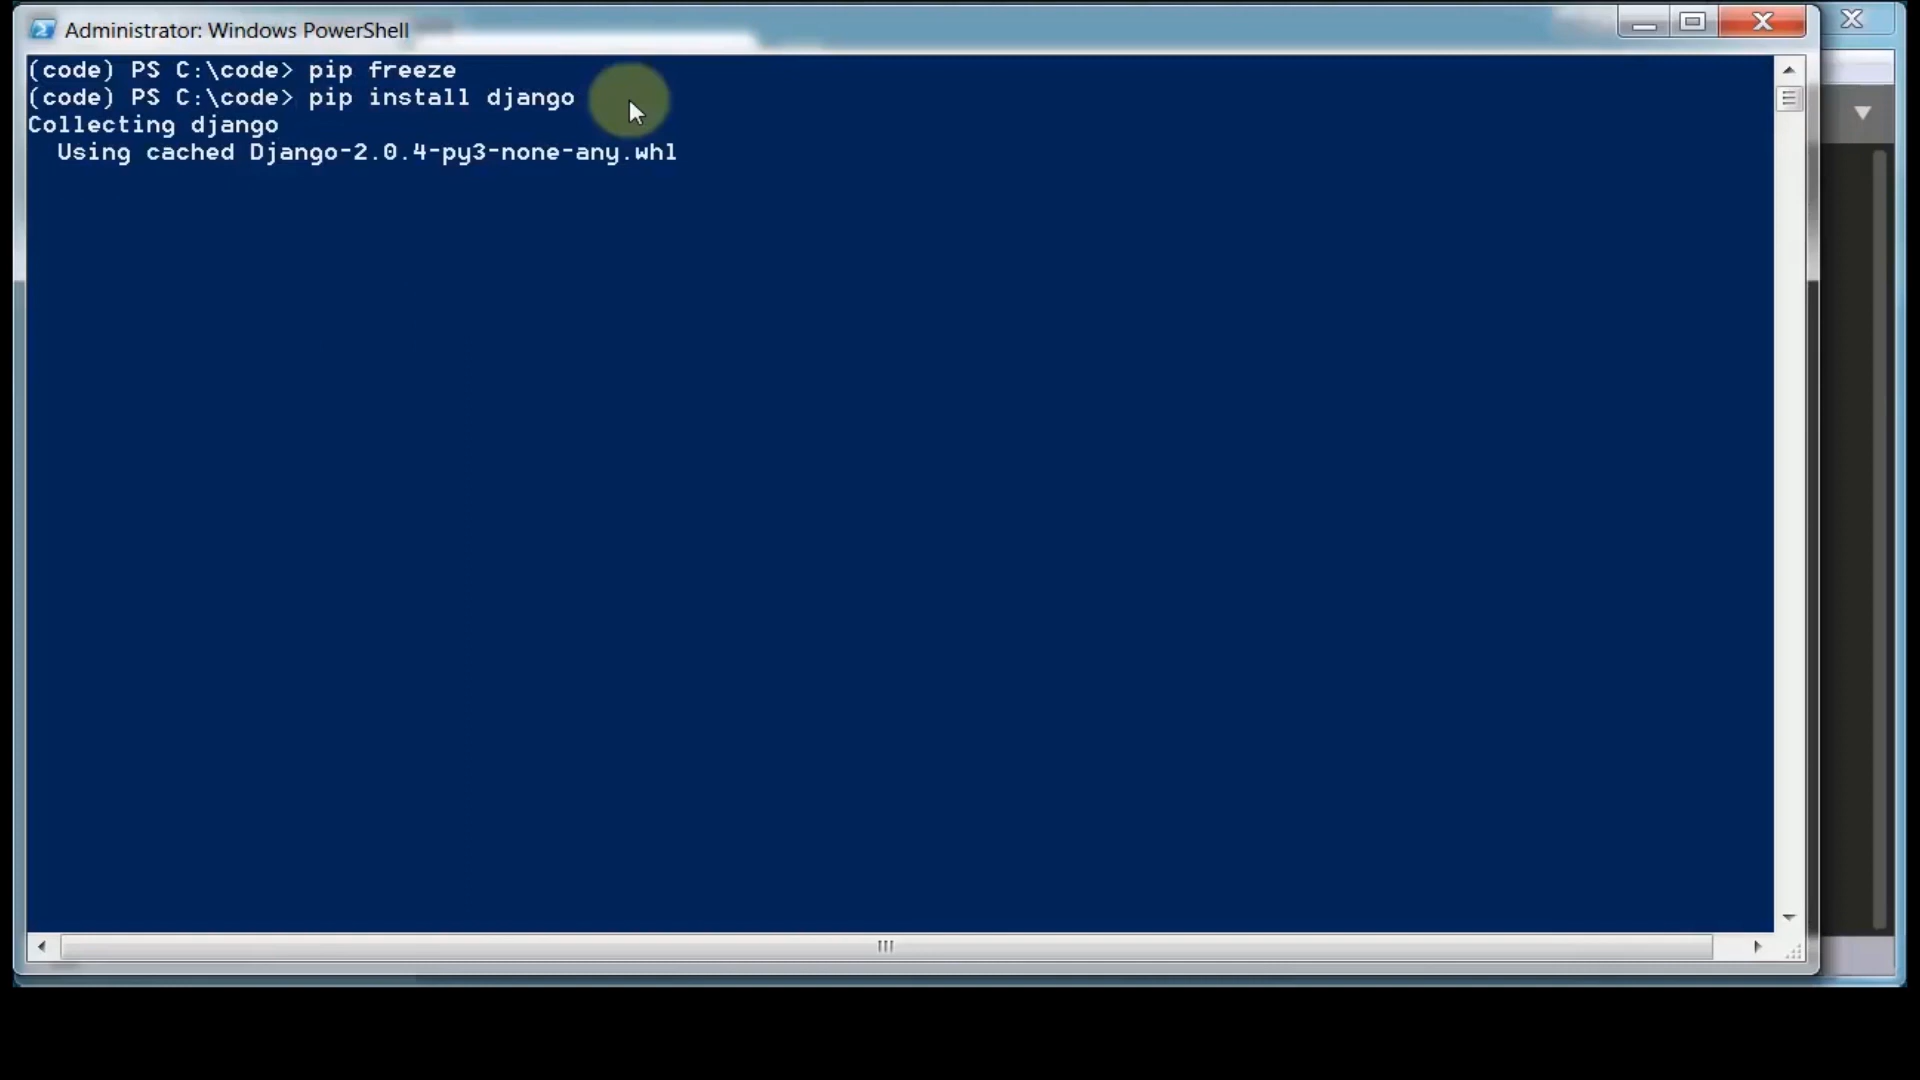 Administrator: Windows PowerShell
(code) PS C:\code> pip freeze
(code) PS C:\code> pip install django
Collecting django
  Using cached Django-2.0.4-py3-none-any.whl